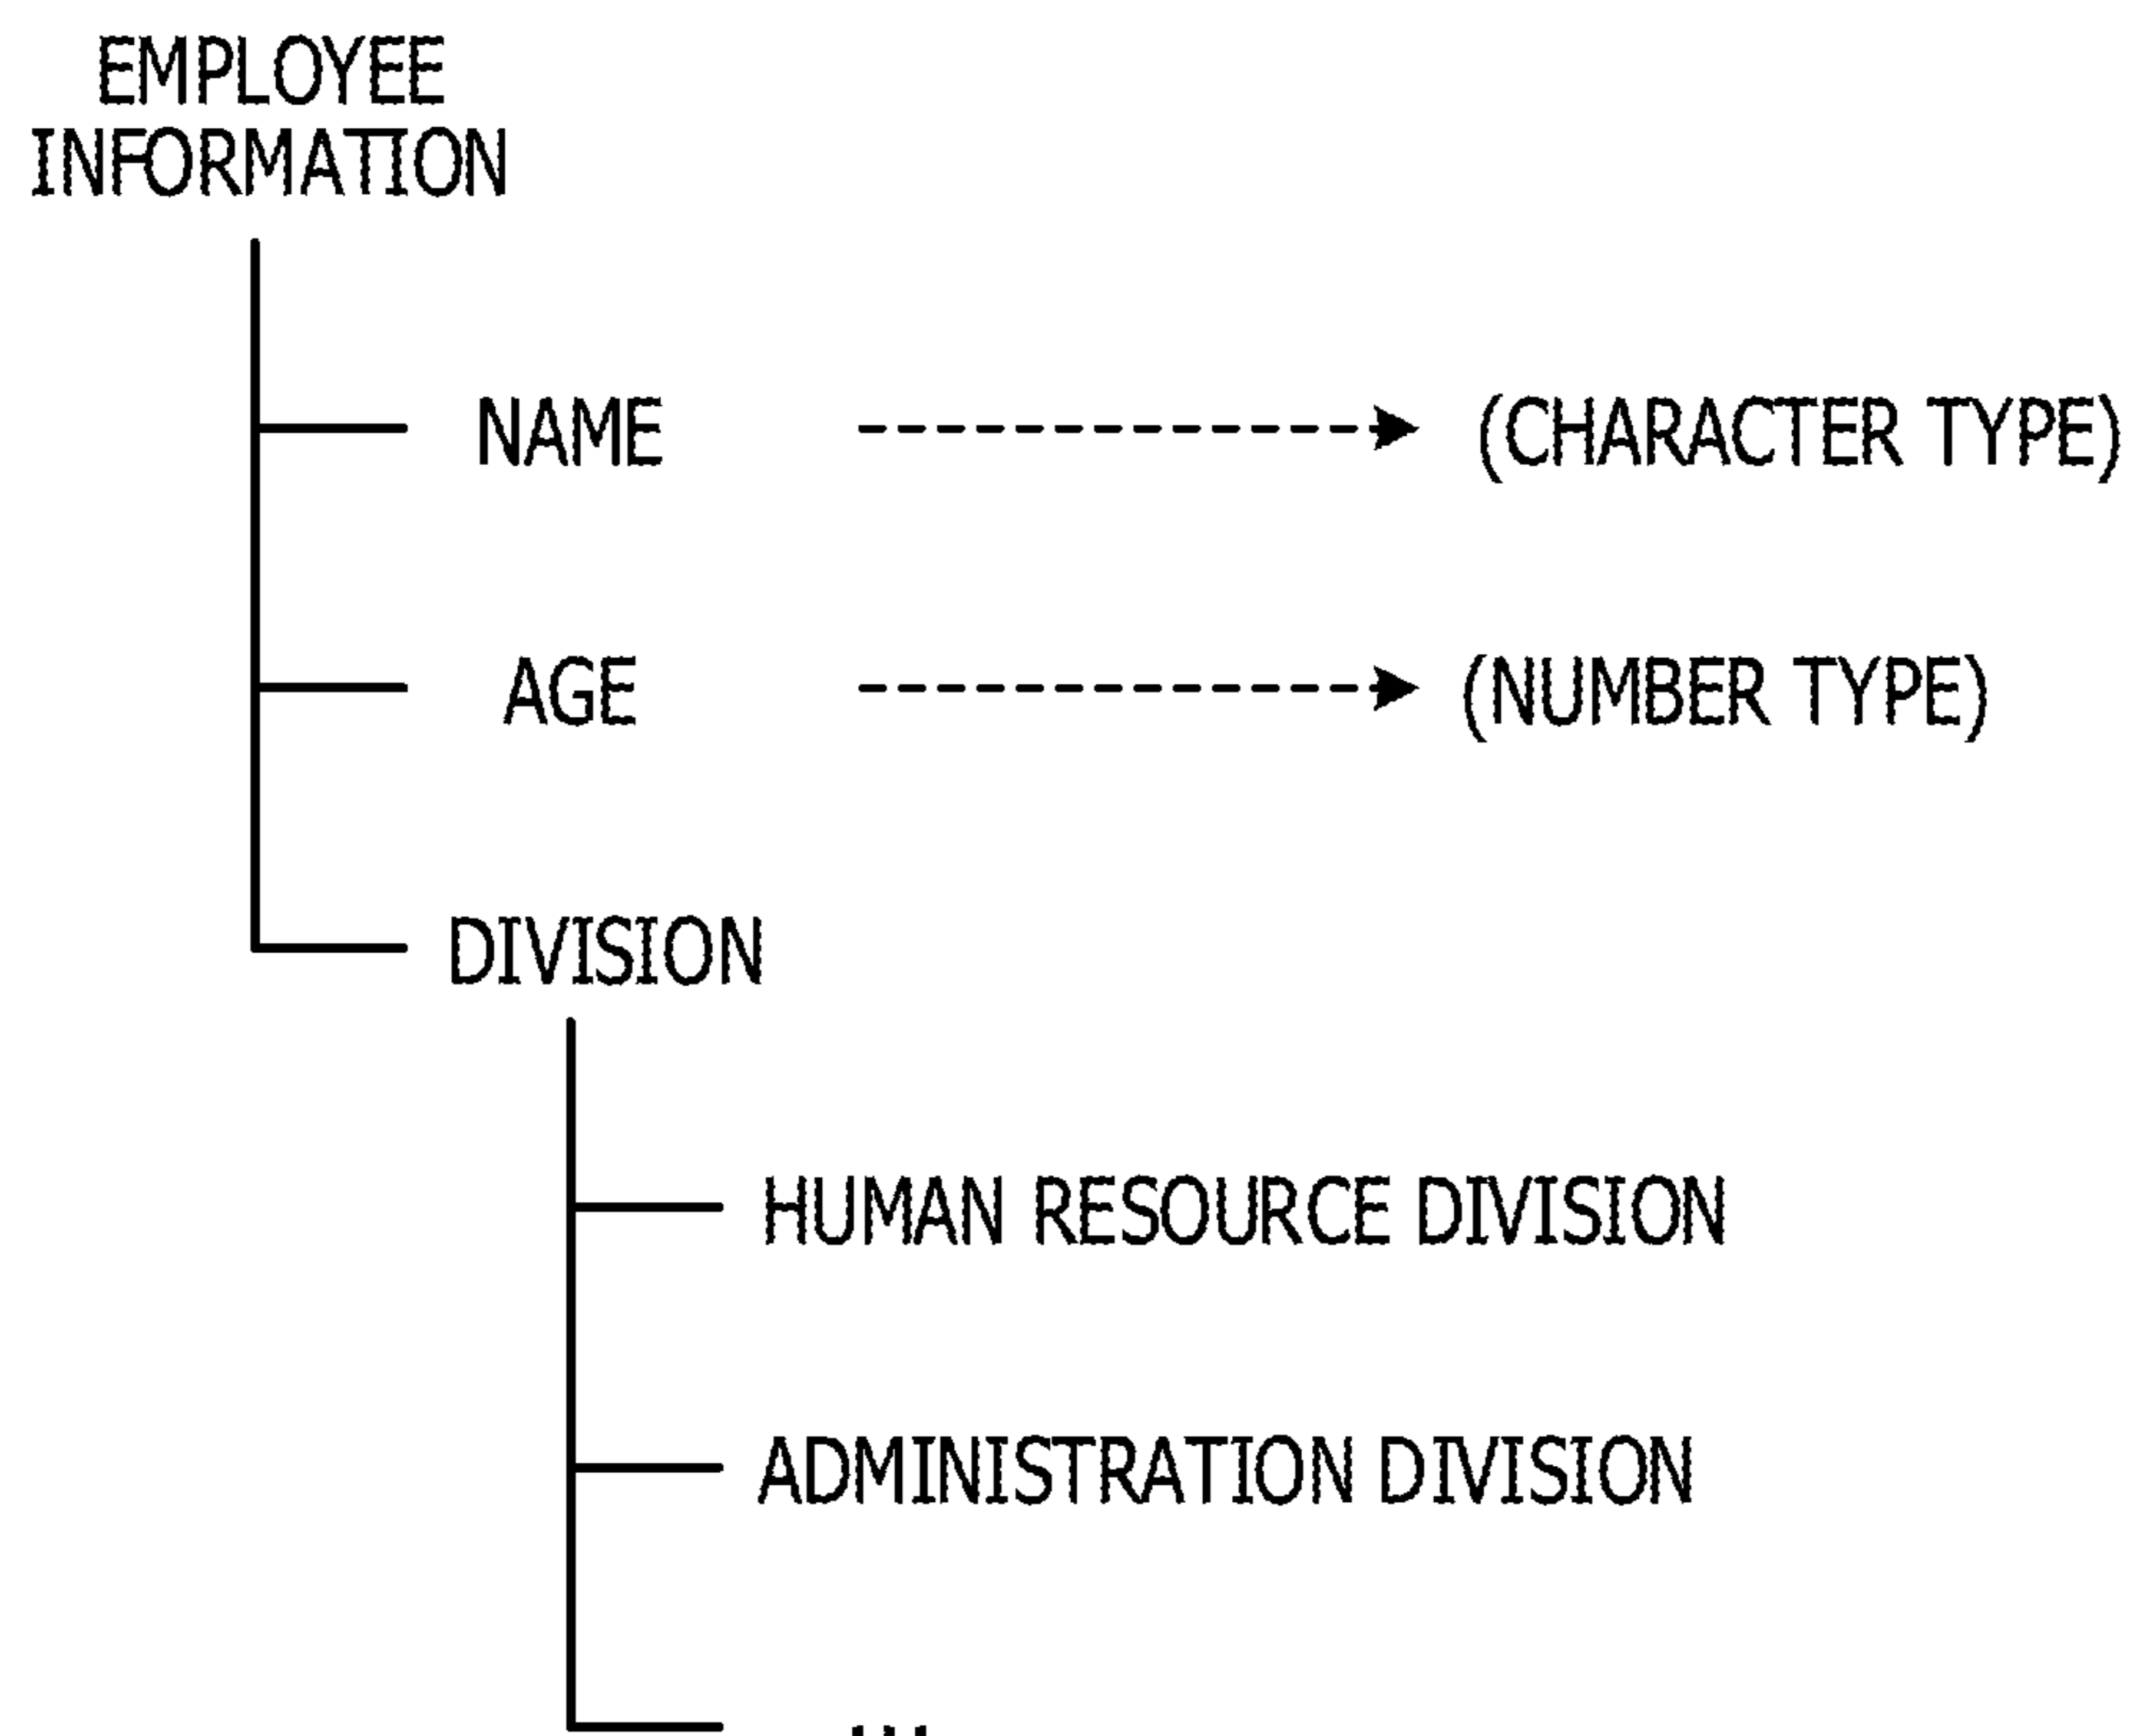 EMPLOYEE
INFORMATION
NAME (CHARACTER TYPE)
AGE (NUMBER TYPE)
DIVISION
HUMAN RESOURCE DIVISION
ADMINISTRATION DIVISION